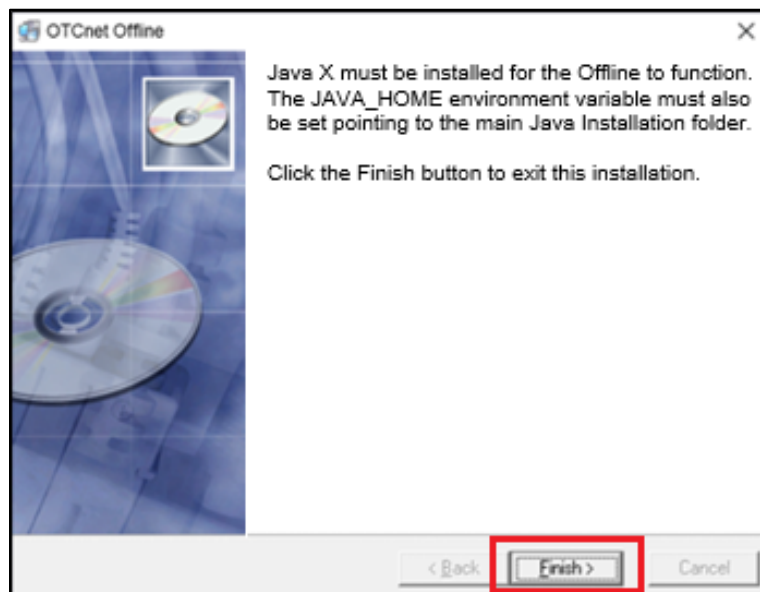 OTCnet Offline
Java X must be installed for the Offline to function.
The JAVA_HOME environment variable must also
be set pointing to the main Java Installation folder.
Click the Finish button to exit this installation.
< Back Finish > Cancel